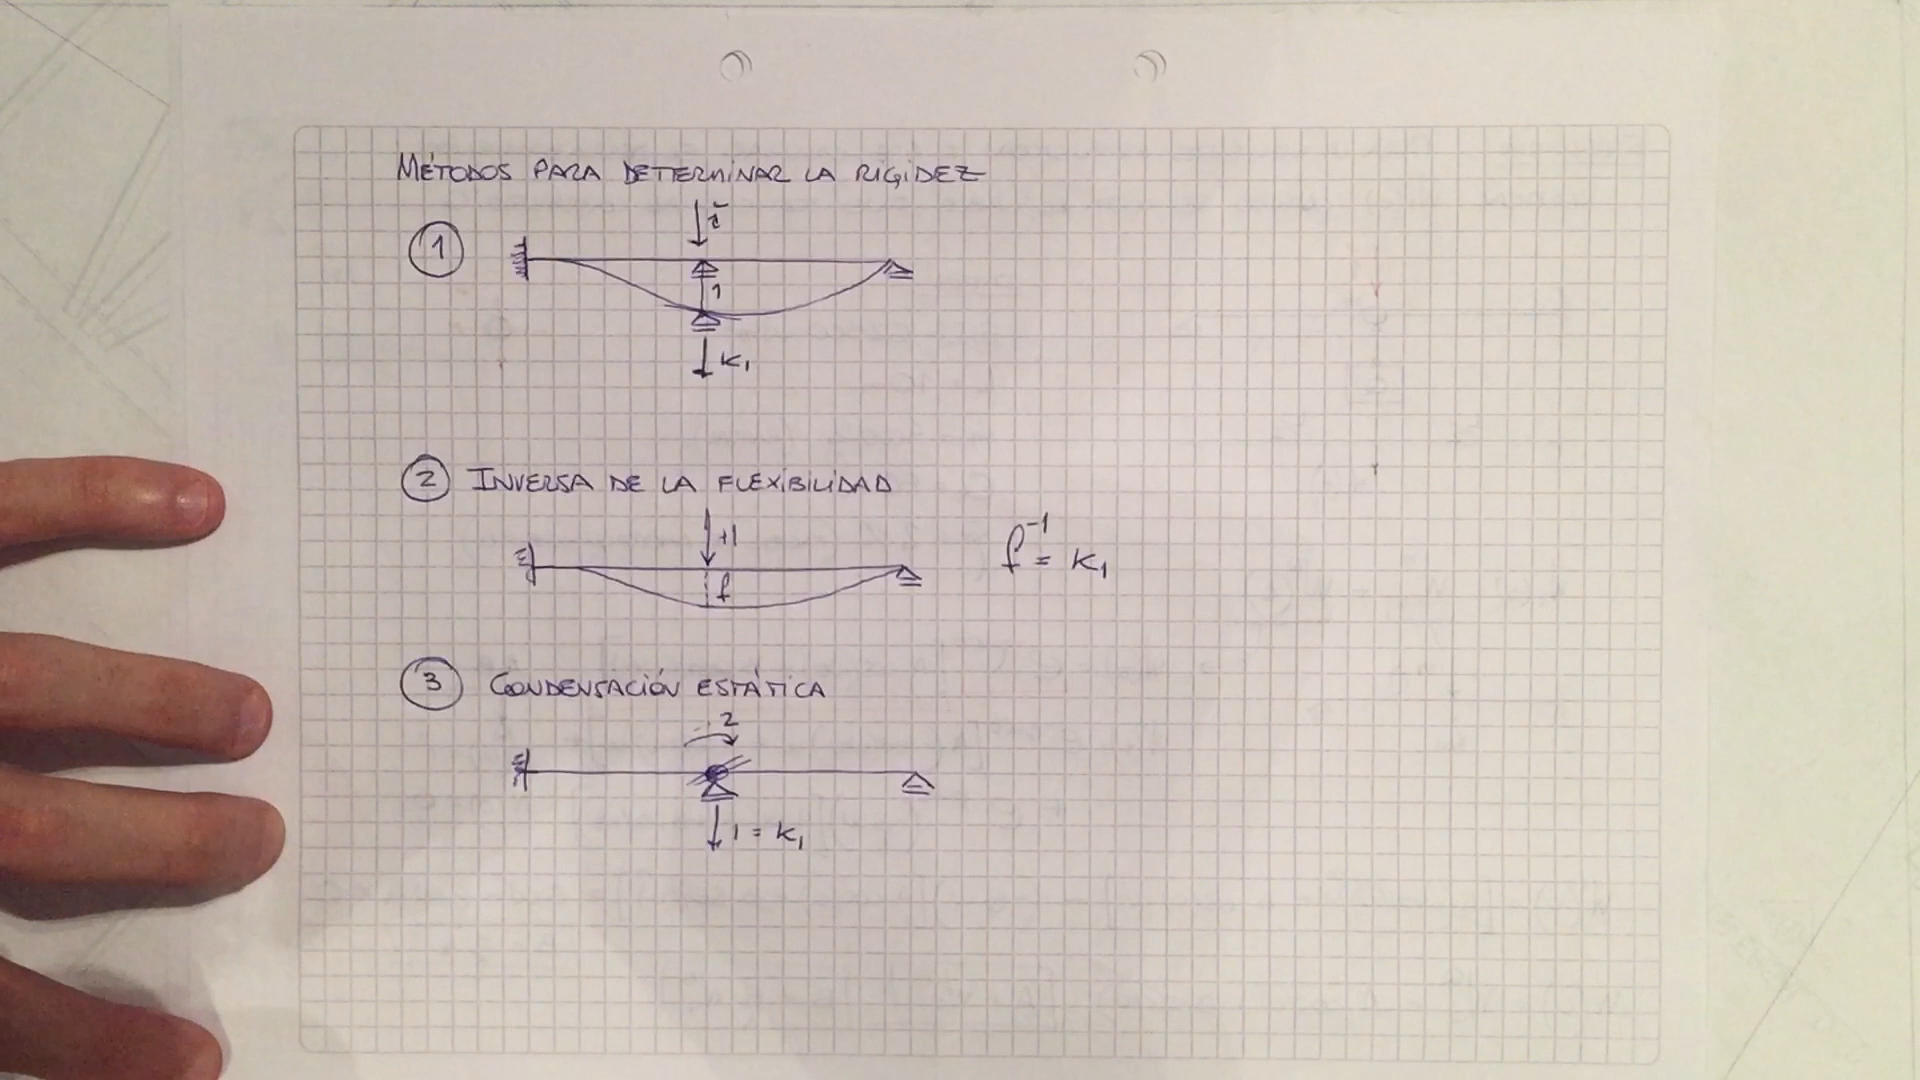 MÉTODOS PARA DETERMINAR LA RIGIDEZ
1
1
K₁
2 INVERSA DE LA FLEXIBILIDAD
+1
f
f⁻¹ = K₁
3 CONDENSACIÓN ESTÁTICA
2
1 = K₁